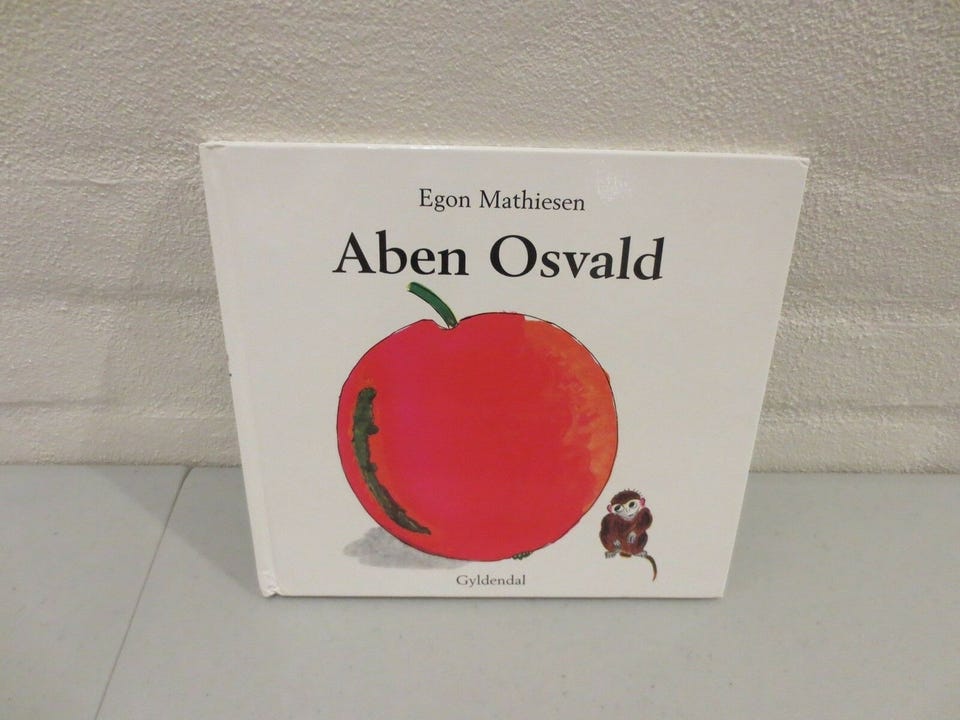 Egon Mathiesen
Aben Osvald
Gyldendal